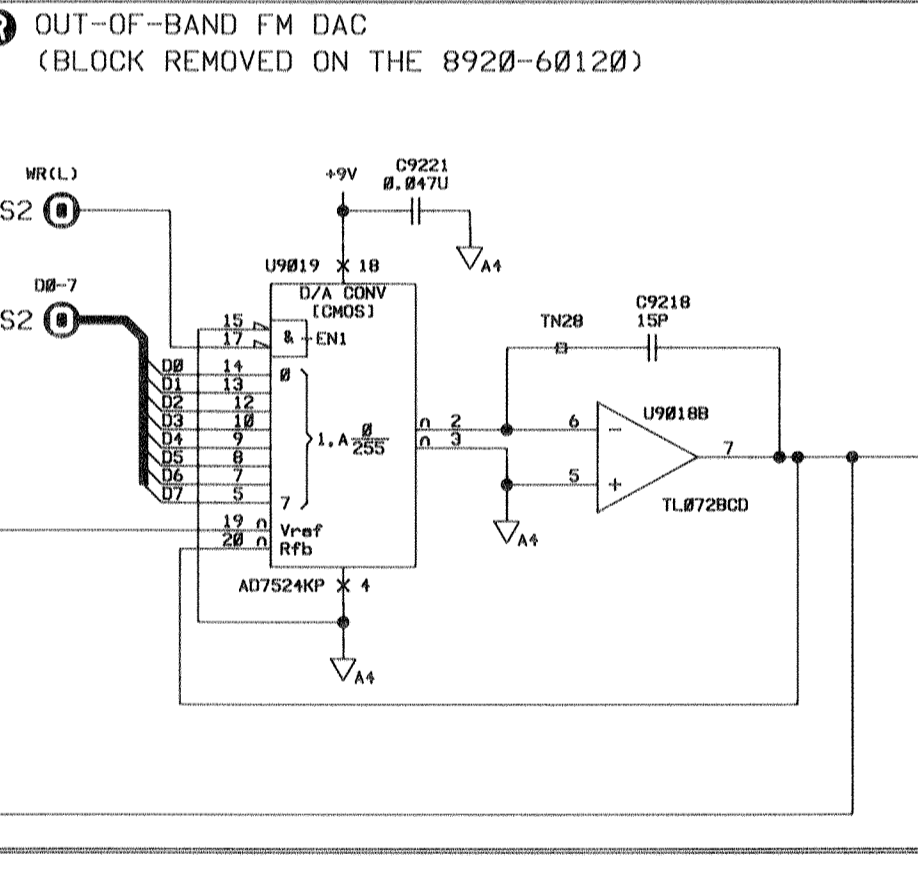 R OUT-OF-BAND FM DAC
(BLOCK REMOVED ON THE 8920-60120)
WR(L)
S2 0
+9V
C9221
0.047U
A4
D0-7
S2 0
U9019 18
D/A CONV
[CMOS]
15
17
& EN1
D0 14 0
D1 13
D2 12
D3 10
D4 9
D5 8
D6 7
D7 5 7
1.A 0
255
19 n Vref
20 n Rfb
n 2
n 3
AD7524KP 4
A4
TN28
C9218
15P
6 -
5 +
U9018B
7
TL072BCD
A4